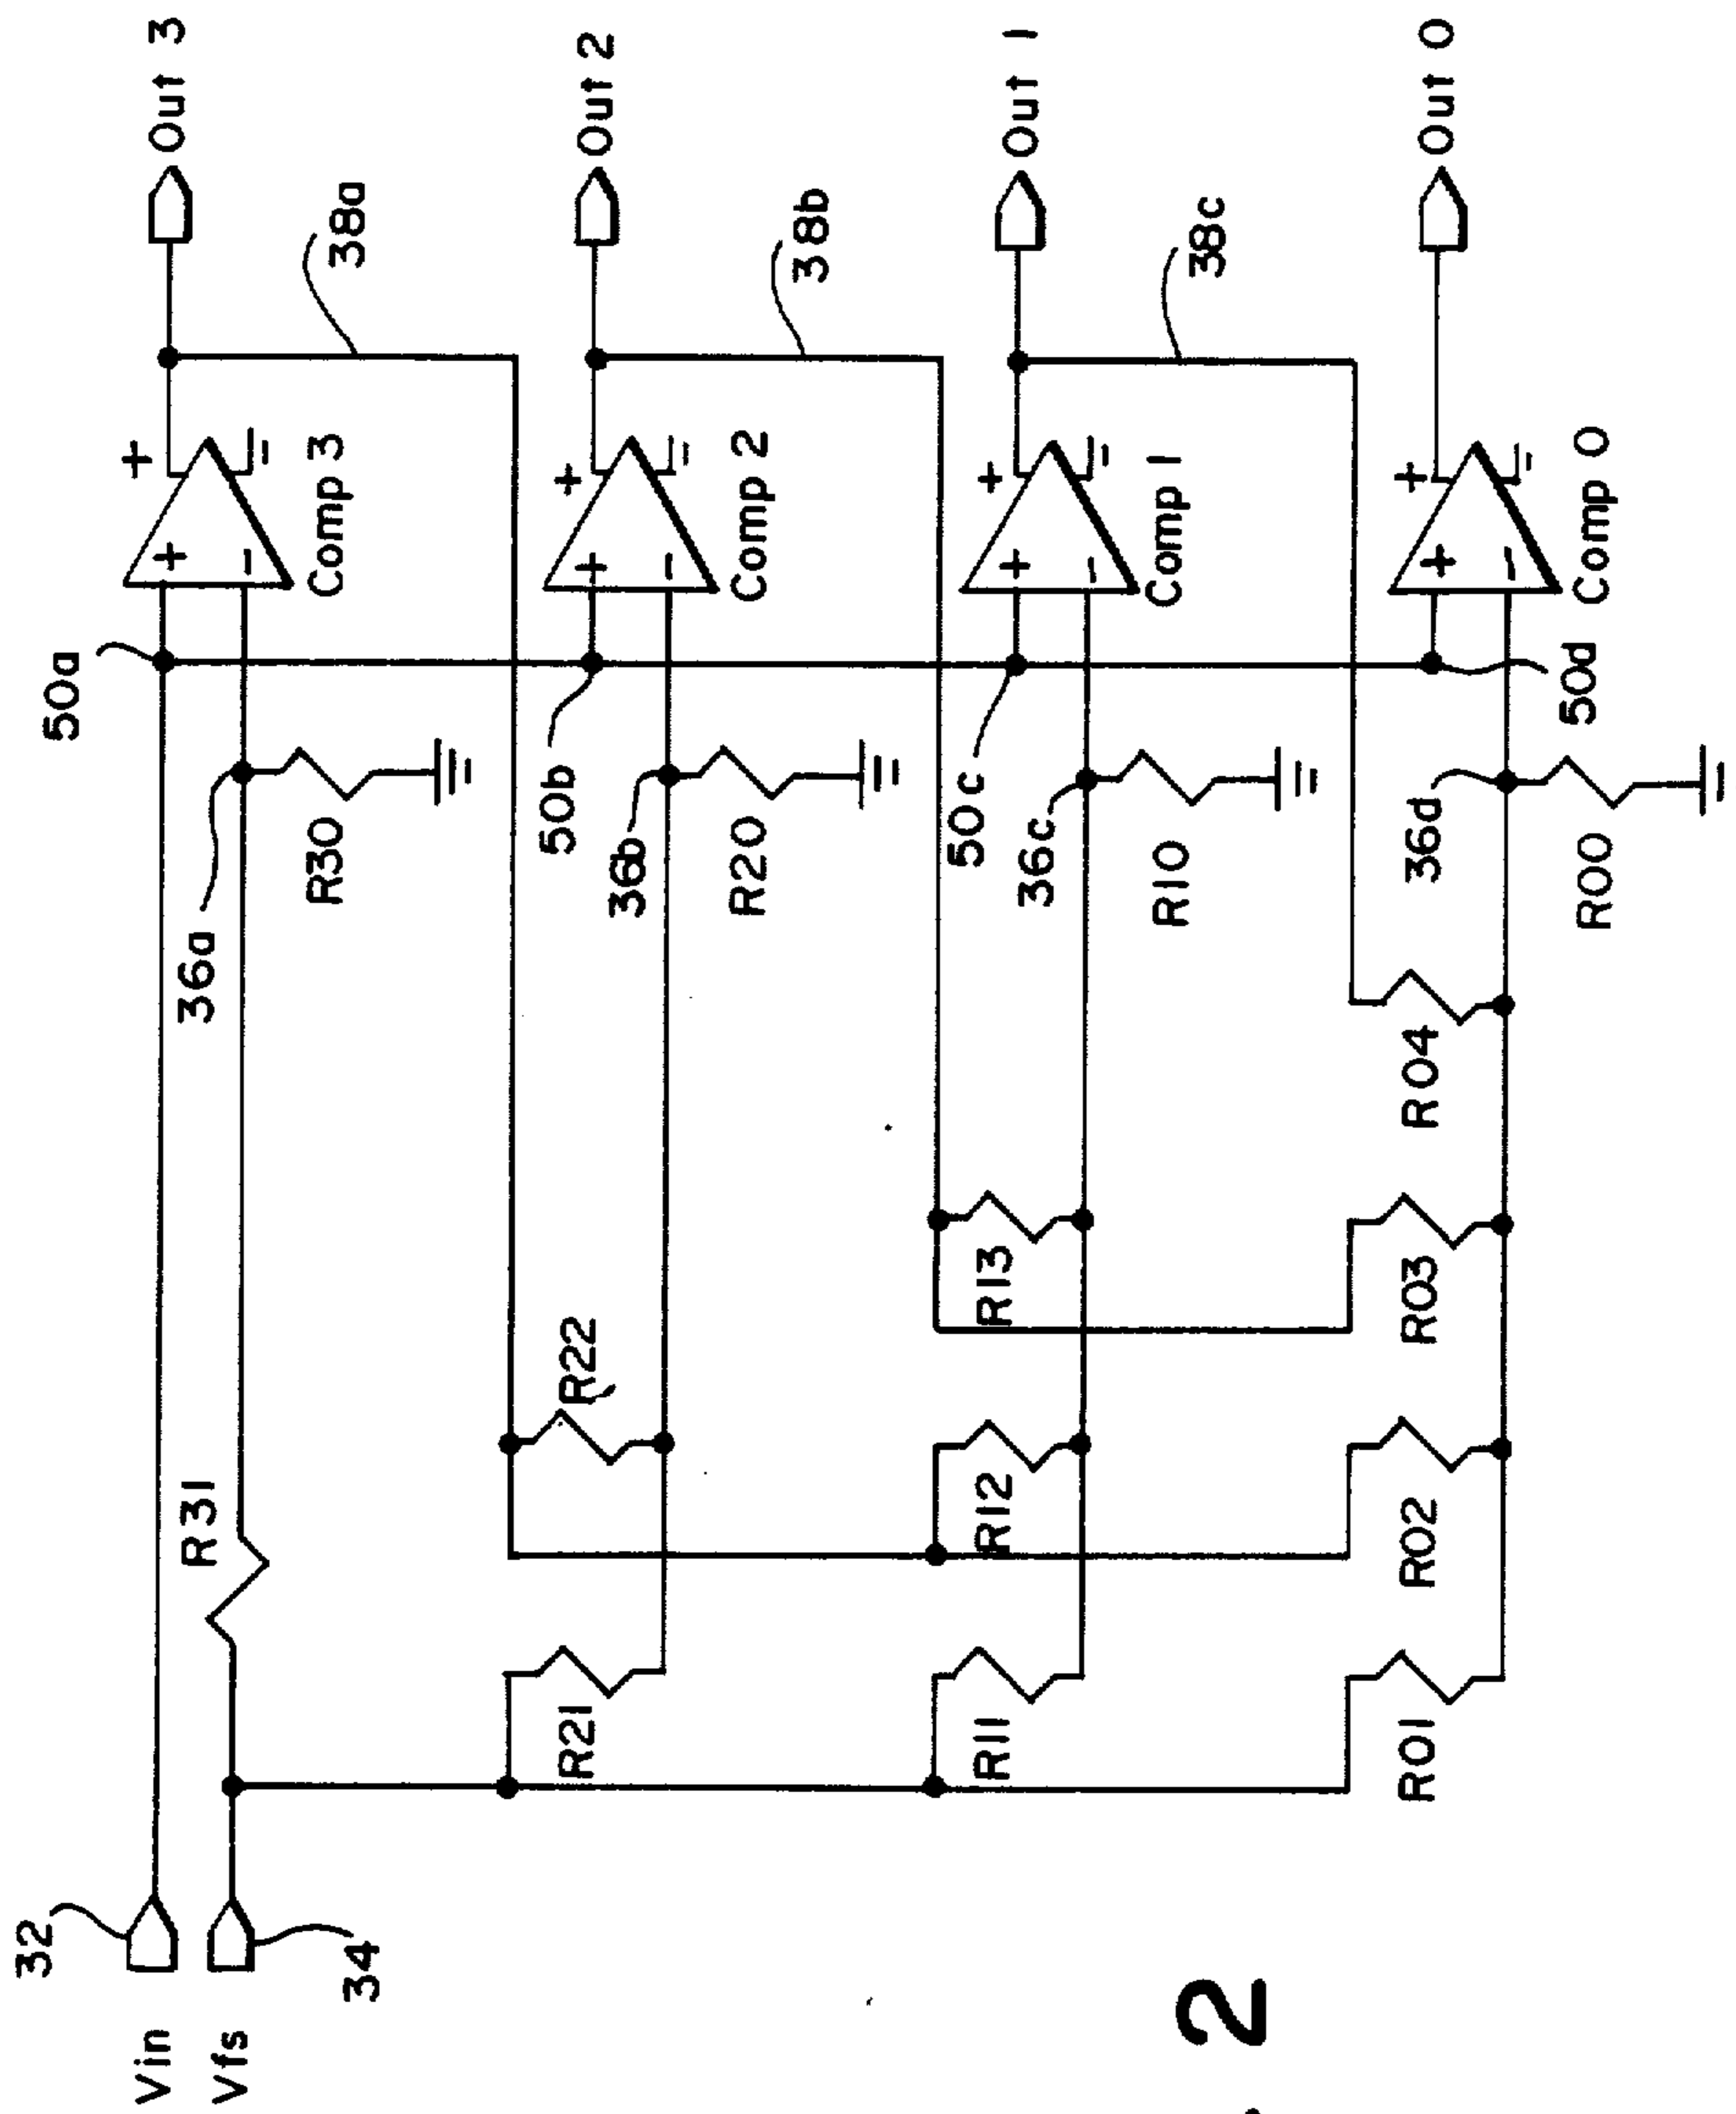 32
Vin
Vfs
34
R31
36a
R30
50a
+
-
+
-
Comp 3
Out 3
38a
R21
R22
36b
R20
50b
+
-
+
-
Comp 2
Out 2
38b
R11
R12
R13
36c
R10
50c
+
-
+
-
Comp 1
Out 1
38c
R01
R02
R03
R04
36d
R00
50d
+
-
+
-
Comp 0
Out 0
2